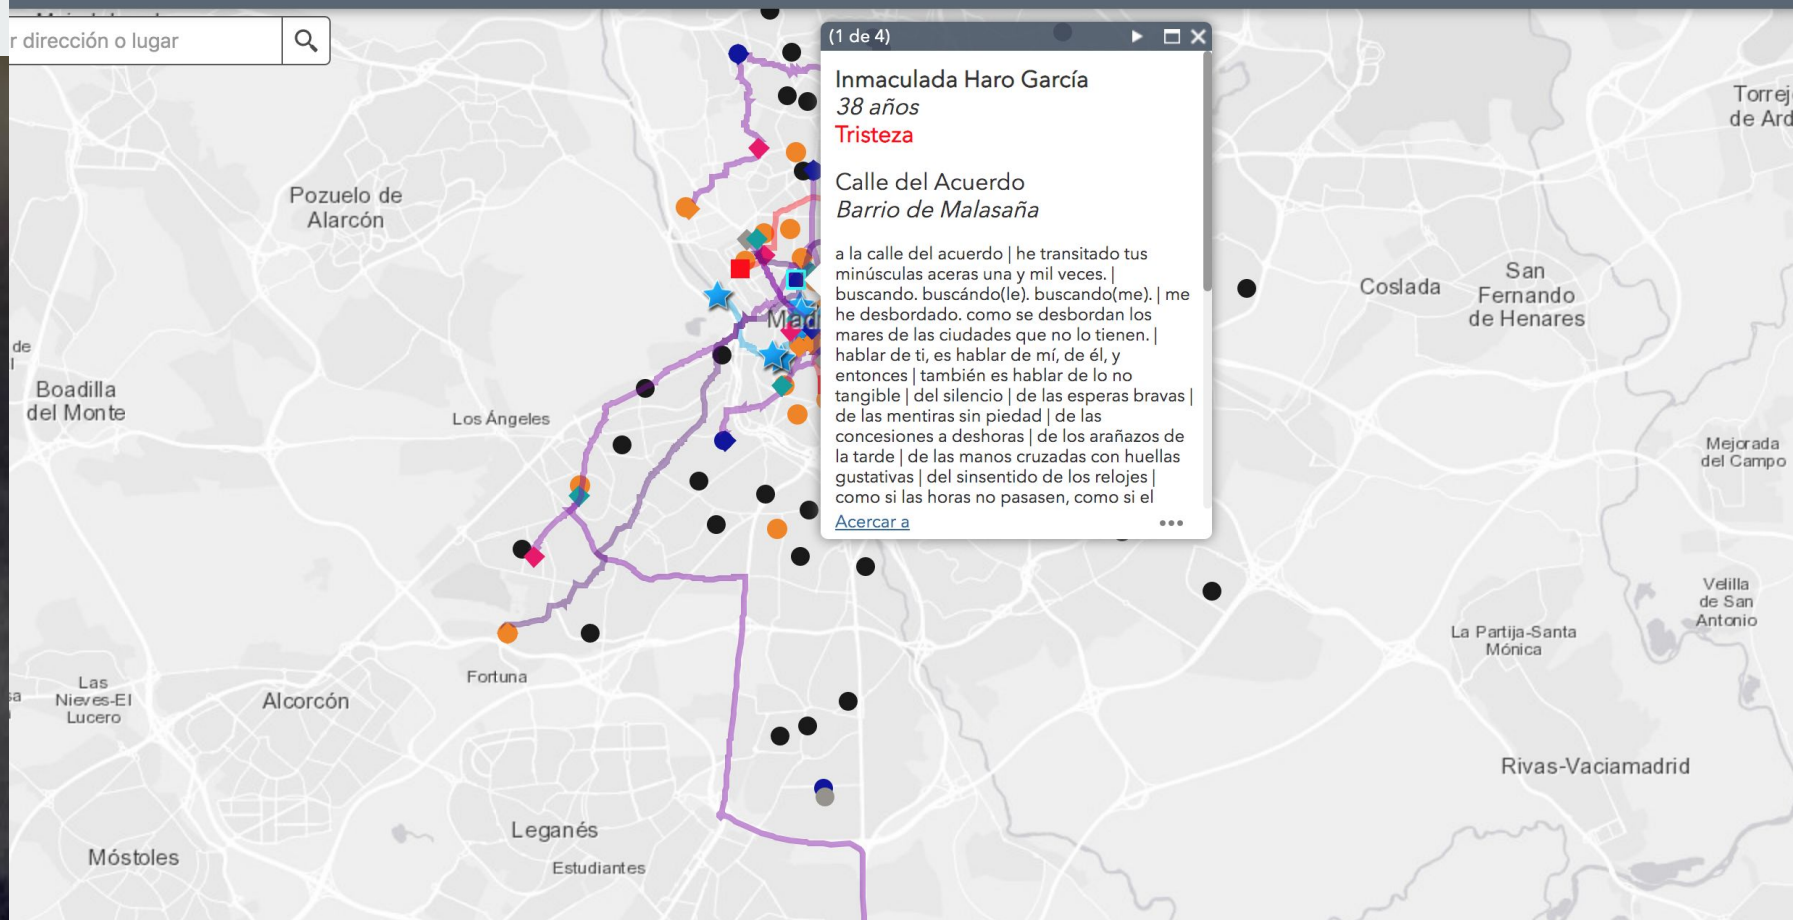 r dirección o lugar
(1 de 4)
Inmaculada Haro García
38 años
Tristeza
Calle del Acuerdo
Barrio de Malasaña
a la calle del acuerdo | he transitado tus
minúsculas aceras una y mil veces. |
buscando. buscándo(le). buscando(me). | me
he desbordado. como se desbordan los
mares de las ciudades que no lo tienen. |
hablar de ti, es hablar de mí, de él, y
entonces | también es hablar de lo no
tangible | del silencio | de las esperas bravas |
de las mentiras sin piedad | de las
concesiones a deshoras | de los arañazos de
la tarde | de las manos cruzadas con huellas
gustativas | del sinsentido de los relojes |
como si las horas no pasasen, como si el
Acercar a
Torrej
de Ard
Pozuelo de
Alarcón
Coslada
San
Fernando
de Henares
Mad
de
Boadilla
del Monte
Los Ángeles
Mejorada
del Campo
Velilla
de San
Antonio
La Partija-Santa
Mónica
Fortuna
Las
Nieves-El
Lucero
Alcorcón
Rivas-Vaciamadrid
Leganés
Móstoles
Estudiantes